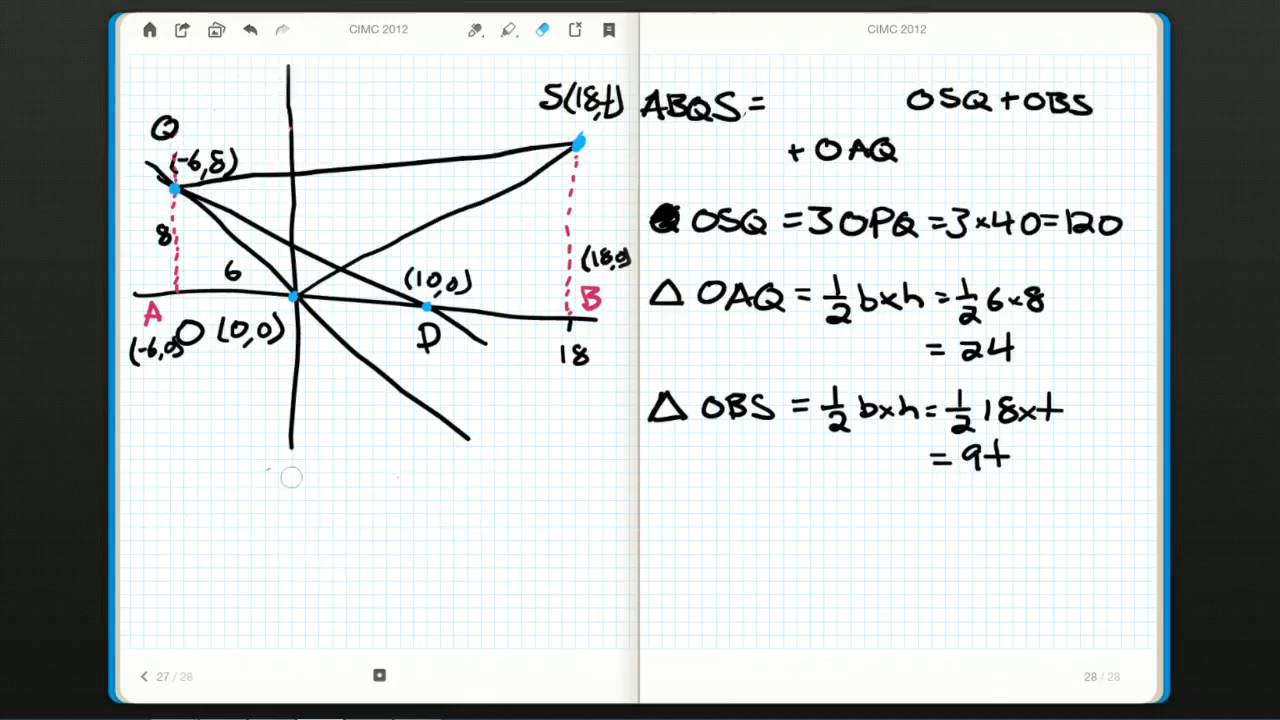 CIMC 2012
CIMC 2012
Q
(-6,8)
S(18,t)
8
6
(10,0)
(18,0)
A
B
(-6,0)
O (0,0)
P
18
27 / 28
ABQS = OSQ + OBS
+ OAQ
OSQ = 3 OPQ = 3 × 40 = 120
△ OAQ = 1/2 b×h = 1/2 6×8
= 24
△ OBS = 1/2 b×h = 1/2 18×t
= 9t
28 / 28